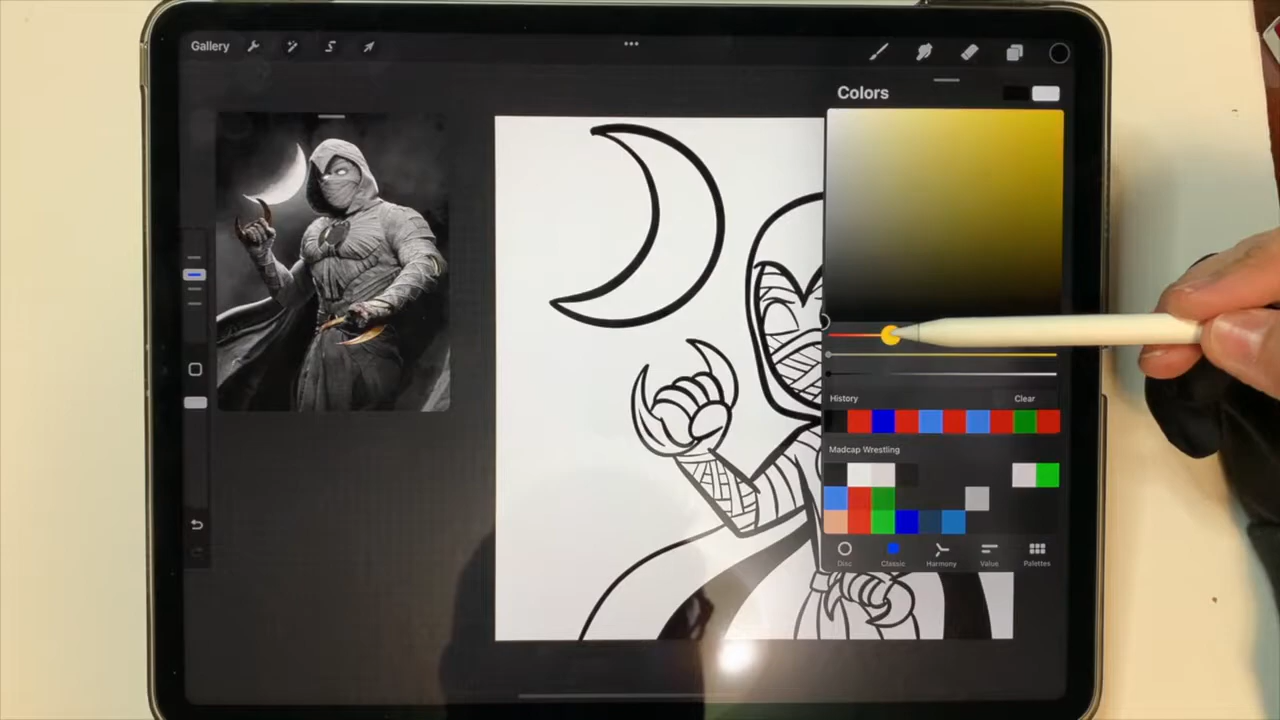 Gallery
Colors
History Clear
Madcap Wrestling
Disc Classic Harmony Value Palettes